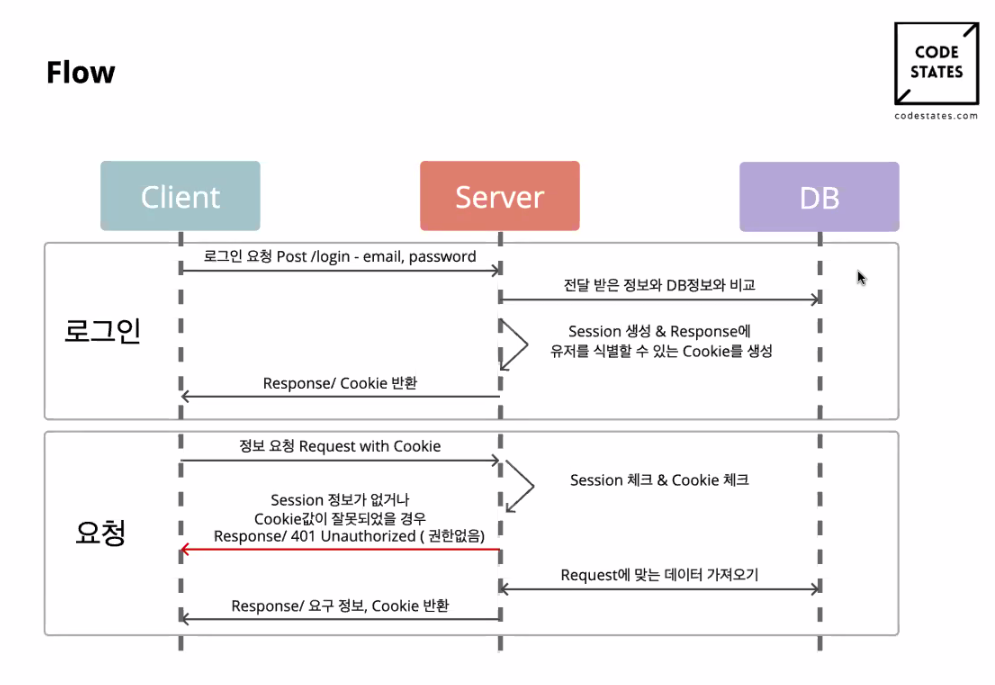 Flow
CODE
STATES
codestates.com
Client
Server
DB
로그인
로그인 요청 Post /login - email, password
전달 받은 정보와 DB정보와 비교
Session 생성 & Response에
유저를 식별할 수 있는 Cookie를 생성
Response/ Cookie 반환
요청
정보 요청 Request with Cookie
Session 체크 & Cookie 체크
Session 정보가 없거나
Cookie값이 잘못되었을 경우
Response/ 401 Unauthorized ( 권한없음)
Request에 맞는 데이터 가져오기
Response/ 요구 정보, Cookie 반환